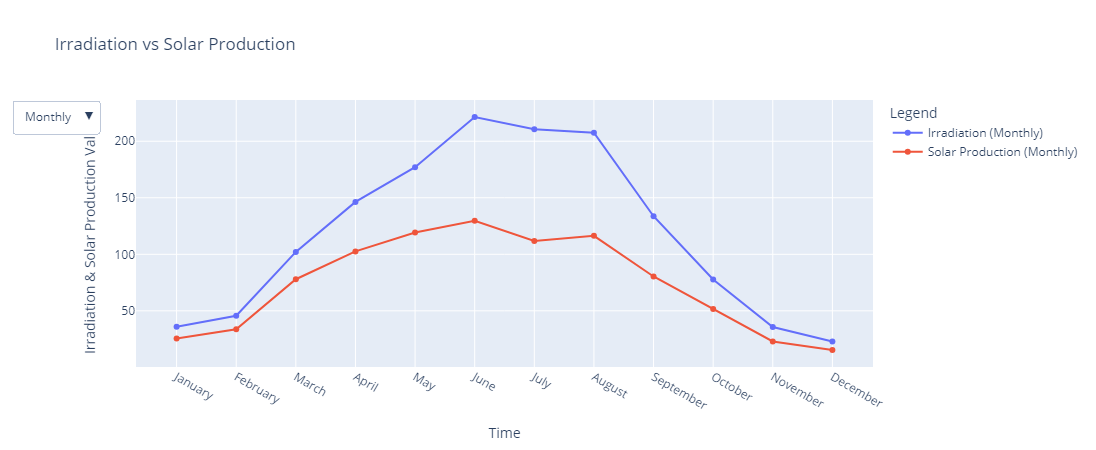 Irradiation vs Solar Production
Monthly ▼
Irradiation & Solar Production Val
200
150
100
50
January
February
March
April
May
June
July
August
September
October
November
December
Time
Legend
Irradiation (Monthly)
Solar Production (Monthly)